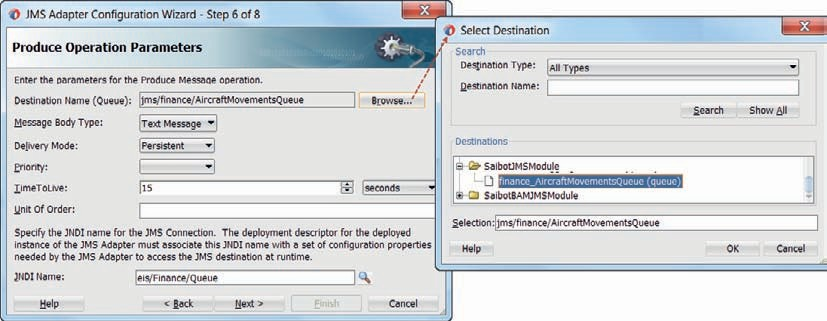 JMS Adapter Configuration Wizard - Step 6 of 8
Produce Operation Parameters
Enter the parameters for the Produce Message operation.
Destination Name (Queue): jms/finance/AircraftMovementsQueue Browse...
Message Body Type: Text Message
Delivery Mode: Persistent
Priority:
TimeToLive: 15 seconds
Unit Of Order:
Specify the JNDI name for the JMS Connection. The deployment descriptor for the deployed
instance of the JMS Adapter must associate this JNDI name with a set of configuration properties
needed by the JMS Adapter to access the JMS destination at runtime.
JNDI Name: eis/Finance/Queue
Help < Back Next > Finish Cancel
Select Destination
Search
Destination Type: All Types
Destination Name:
Search Show All
Destinations
SaibotJMSModule
finance_AircraftMovementsQueue (queue)
SaibotBAMJMSModule
Selection: jms/finance/AircraftMovementsQueue
Help OK Cancel